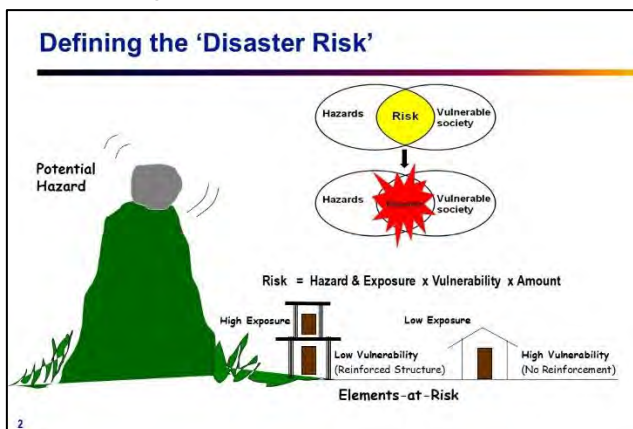 Defining the 'Disaster Risk'
Hazards
Risk
Vulnerable
society
Potential
Hazard
Hazards
Vulnerable
society
Risk = Hazard & Exposure x Vulnerability x Amount
High Exposure
Low Exposure
Low Vulnerability
(Reinforced Structure)
High Vulnerability
(No Reinforcement)
Elements-at-Risk
2